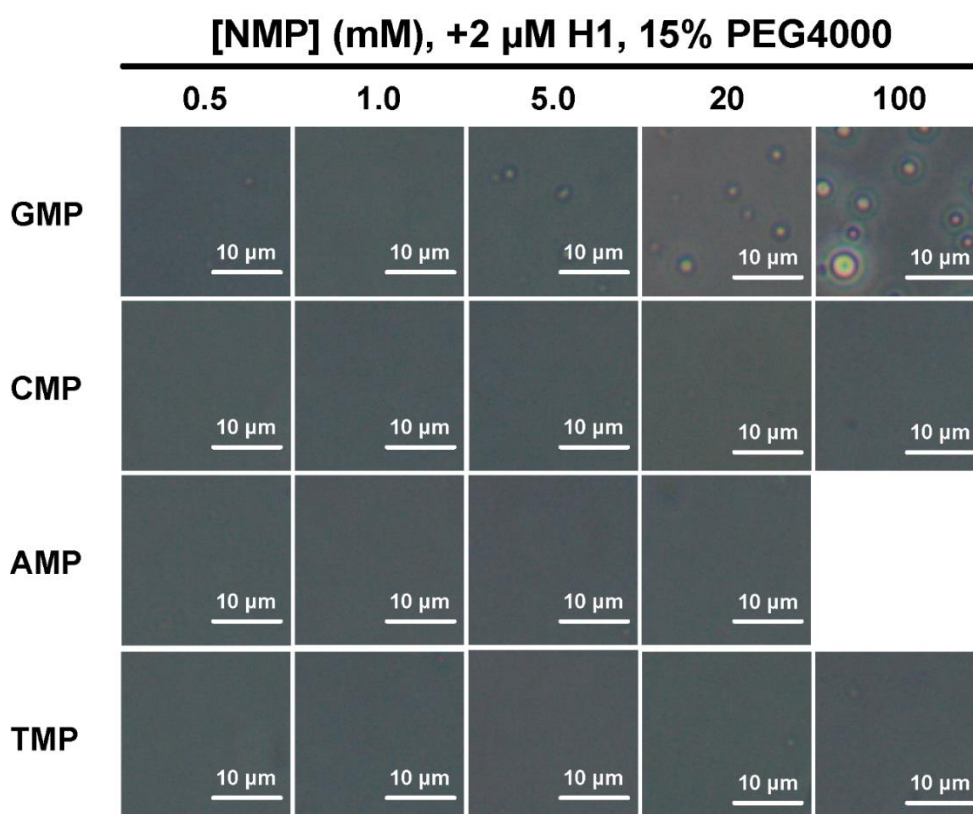 [NMP] (mM), +2 µM H1, 15% PEG4000
0.5 1.0 5.0 20 100
GMP
10 µm 10 µm 10 µm 10 µm 10 µm
CMP
10 µm 10 µm 10 µm 10 µm 10 µm
AMP
10 µm 10 µm 10 µm 10 µm
TMP
10 µm 10 µm 10 µm 10 µm 10 µm